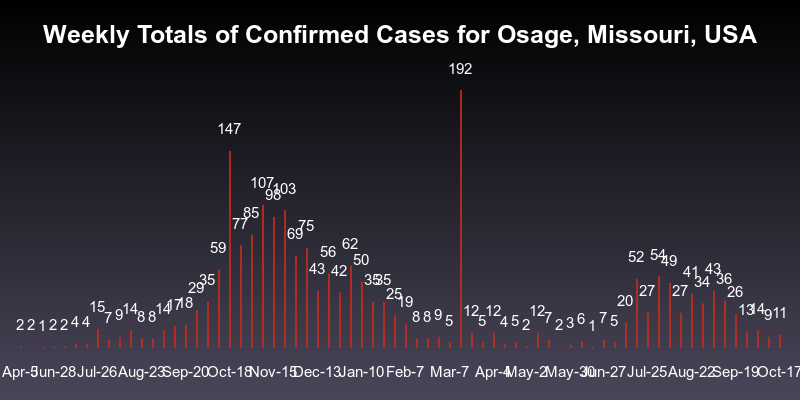 Weekly Totals of Confirmed Cases for Osage, Missouri, USA
2 2 1 2 2 4 4 15 7 9 14 8 8 14 17 18 29 35 59 147 77 85 107 98 103 69 75 43 56 42 62 50 35 35 25 19 8 8 9 5 192 12 5 12 4 5 2 12 7 2 3 6 1 7 5 20 52 27 54 49 27 41 34 43 36 26 13 14 9 11
Apr-5 Jun-28 Jul-26 Aug-23 Sep-20 Oct-18 Nov-15 Dec-13 Jan-10 Feb-7 Mar-7 Apr-4 May-2 May-30 Jun-27 Jul-25 Aug-22 Sep-19 Oct-17